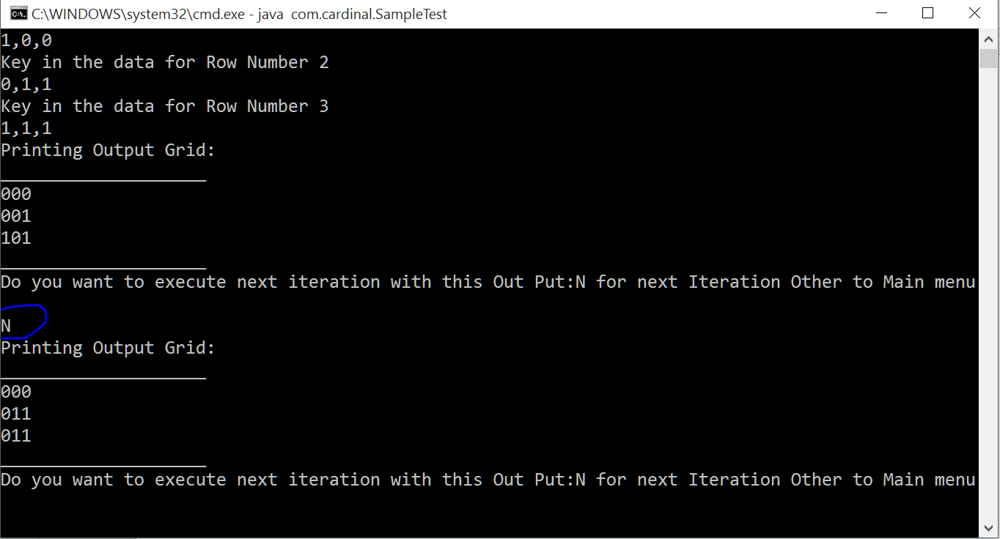 C:\WINDOWS\system32\cmd.exe - java  com.cardinal.SampleTest
1,0,0
Key in the data for Row Number 2
0,1,1
Key in the data for Row Number 3
1,1,1
Printing Output Grid:
____________________
000
001
101
____________________
Do you want to execute next iteration with this Out Put:N for next Iteration Other to Main menu
N
Printing Output Grid:
____________________
000
011
011
____________________
Do you want to execute next iteration with this Out Put:N for next Iteration Other to Main menu